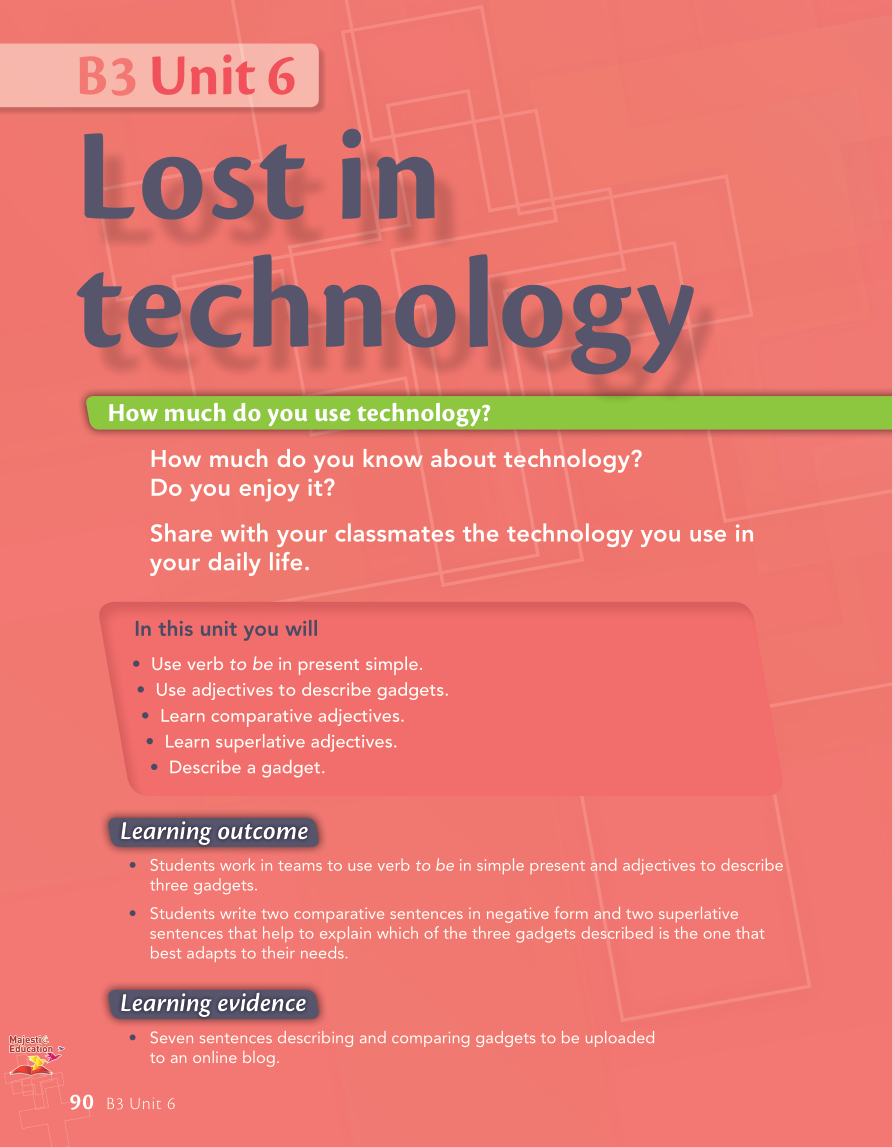 B3 Unit 6
Lost in
technology
How much do you use technology?
How much do you know about technology?
Do you enjoy it?
Share with your classmates the technology you use in
your daily life.
In this unit you will
• Use verb to be in present simple.
• Use adjectives to describe gadgets.
• Learn comparative adjectives.
• Learn superlative adjectives.
• Describe a gadget.
Learning outcome
• Students work in teams to use verb to be in simple present and adjectives to describe
three gadgets.
• Students write two comparative sentences in negative form and two superlative
sentences that help to explain which of the three gadgets described is the one that
best adapts to their needs.
Learning evidence
• Seven sentences describing and comparing gadgets to be uploaded
to an online blog.
Majestic
Education
90 B3 Unit 6